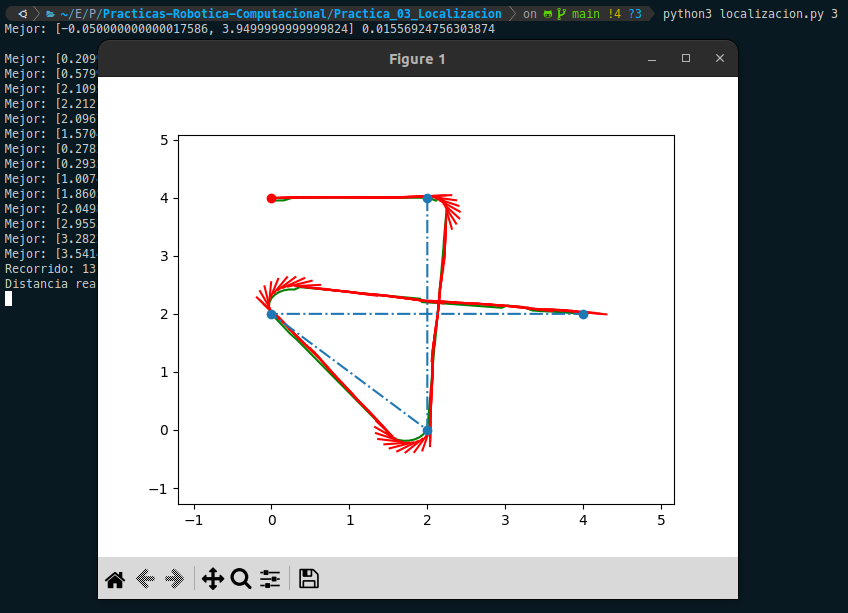 ~/E/P/Practicas-Robotica-Computacional/Practica_03_Localizacion on main !4 ?3 python3 localizacion.py 3
Mejor: [-0.050000000000017586, 3.9499999999999824] 0.01556924756303874
Figure 1
Mejor: [0.209
Mejor: [0.579
Mejor: [2.109
Mejor: [2.212
Mejor: [2.096
Mejor: [1.570
Mejor: [0.278
Mejor: [0.293
Mejor: [1.007
Mejor: [1.860
Mejor: [2.049
Mejor: [2.955
Mejor: [3.282
Mejor: [3.541
Recorrido: 13
Distancia rea
5
4
3
2
1
0
−1
−1 0 1 2 3 4 5